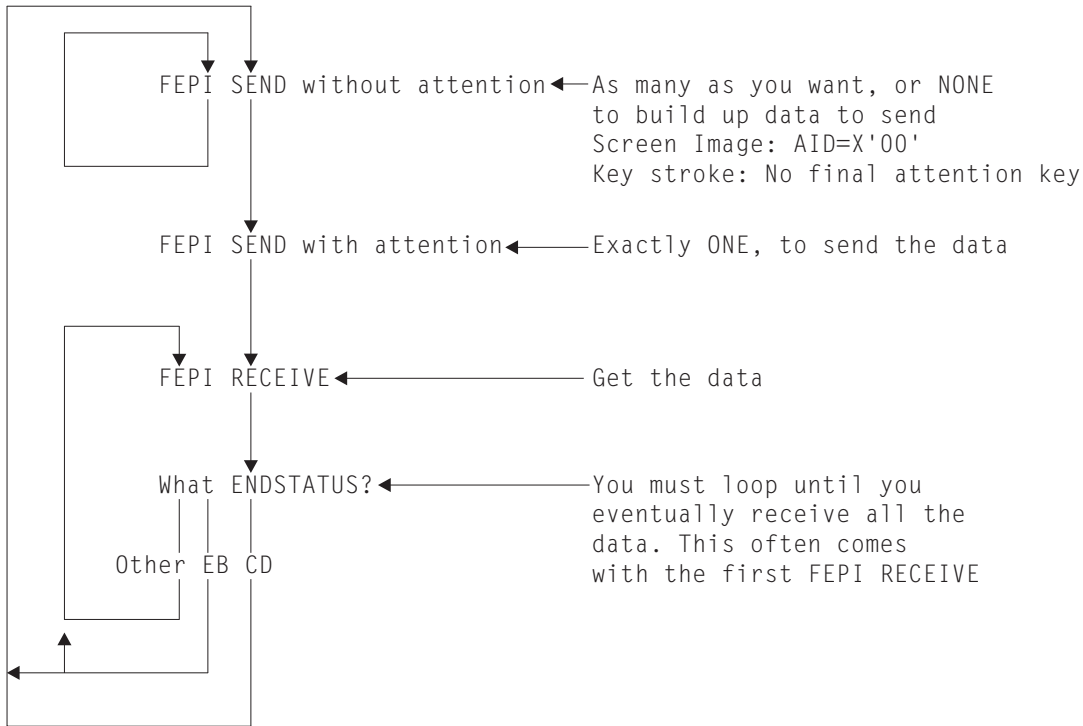 FEPI SEND without attention
As many as you want, or NONE
to build up data to send
Screen Image: AID=X'00'
Key stroke: No final attention key
FEPI SEND with attention
Exactly ONE, to send the data
FEPI RECEIVE
Get the data
What ENDSTATUS?
You must loop until you
eventually receive all the
data. This often comes
with the first FEPI RECEIVE
Other EB CD